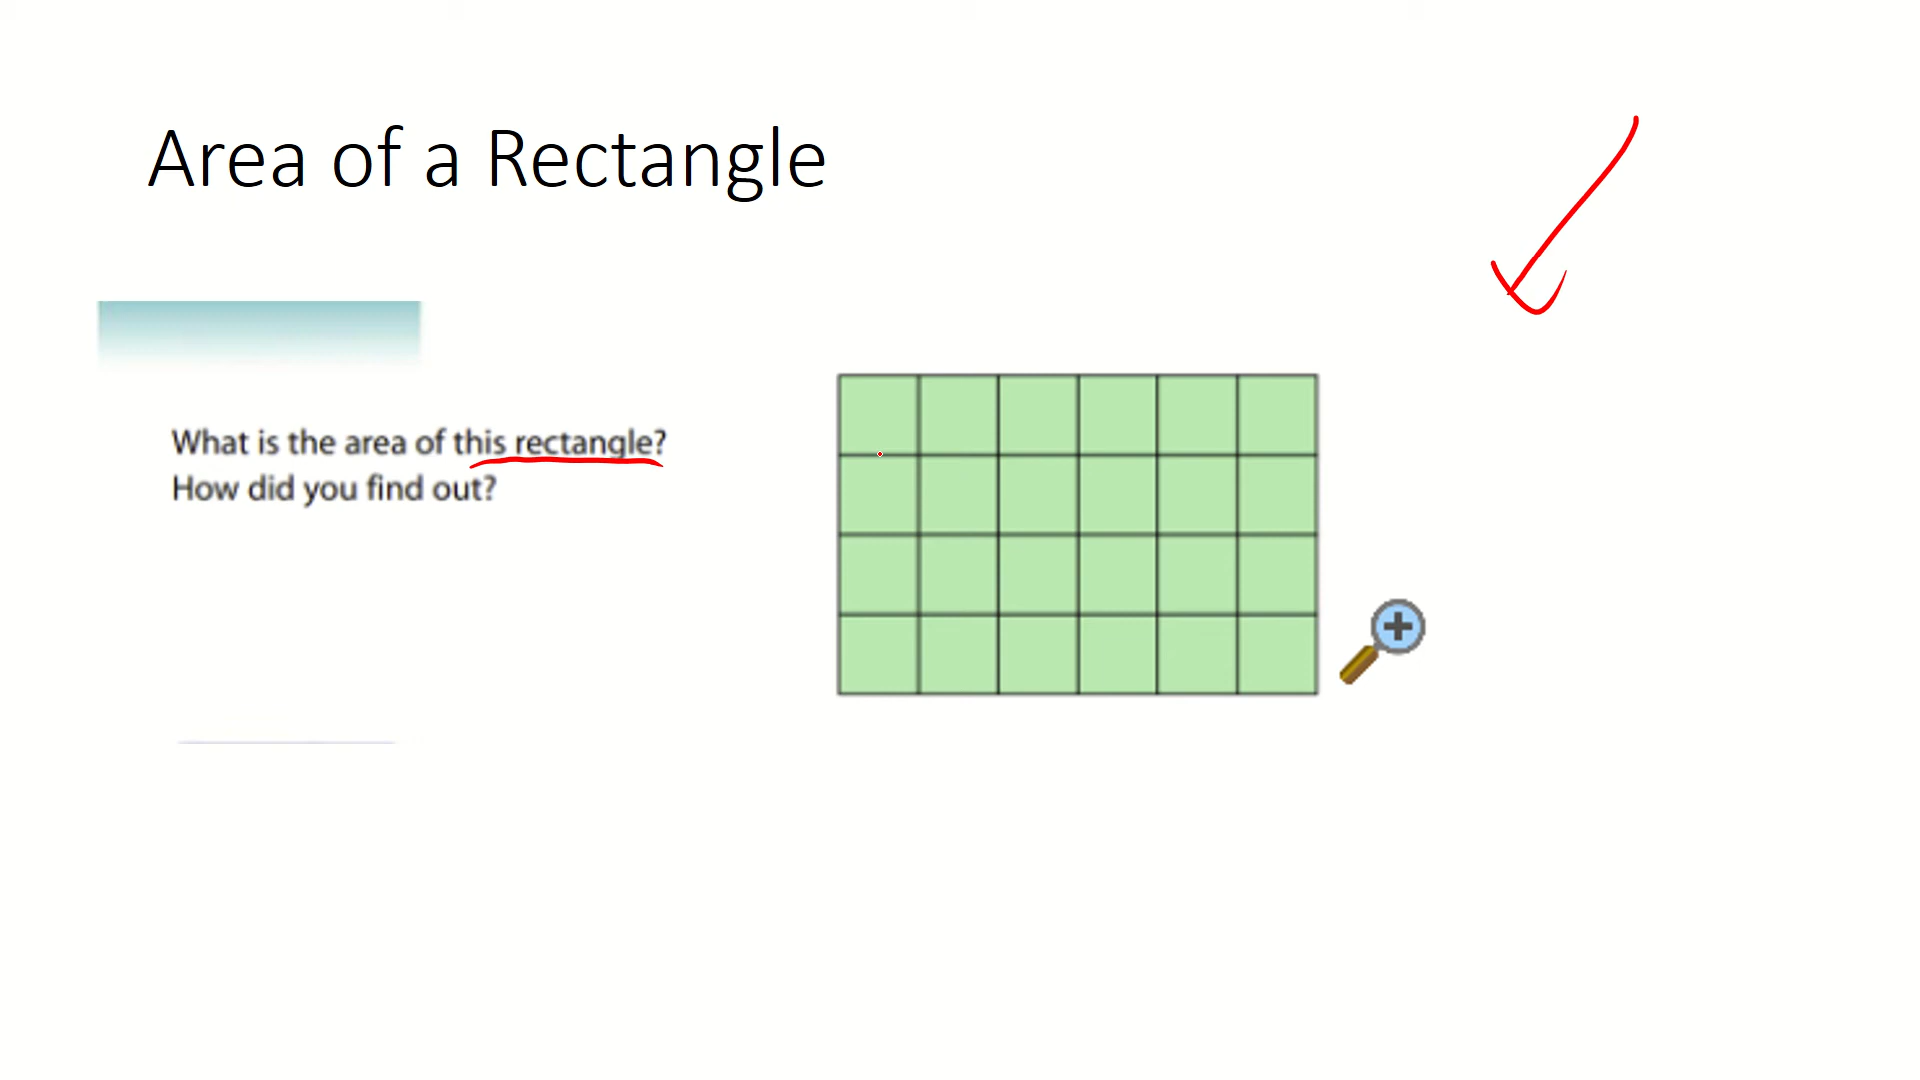 Area of a Rectangle
What is the area of this rectangle?
How did you find out?